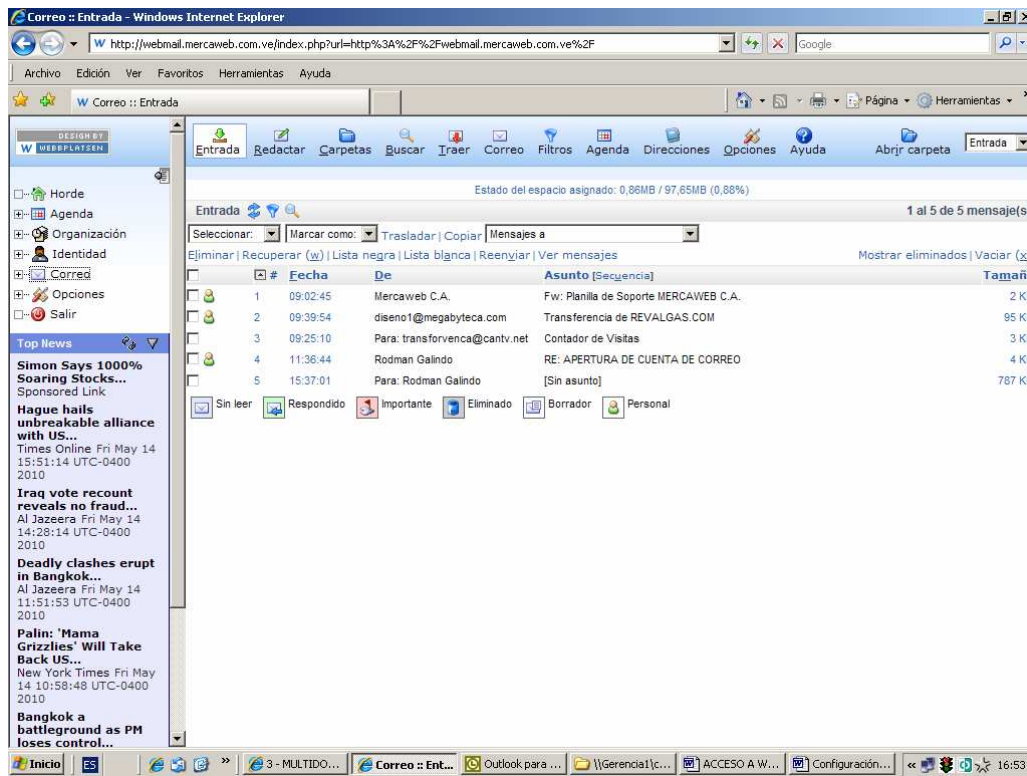 Correo :: Entrada - Windows Internet Explorer
W http://webmail.mercaweb.com.ve/index.php?url=http%3A%2F%2Fwebmail.mercaweb.com.ve%2F
Google
Archivo Edición Ver Favoritos Herramientas Ayuda
W Correo :: Entrada
Página Herramientas
DESIGN BY
W WEBBPLATSEN
Entrada Redactar Carpetas Buscar Traer Correo Filtros Agenda Direcciones Opciones Ayuda Abrir carpeta Entrada
Horde
Agenda
Organización
Identidad
Correo
Opciones
Salir
Estado del espacio asignado: 0,86MB / 97,65MB (0,88%)
Entrada 1 al 5 de 5 mensaje(s
Seleccionar: Marcar como: Trasladar | Copiar Mensajes a
Eliminar | Recuperar (w) | Lista negra | Lista blanca | Reenviar | Ver mensajes Mostrar eliminados | Vaciar (x
# Fecha De Asunto [Secuencia] Tamañ
1 09:02:45 Mercaweb C.A. Fw: Planilla de Soporte MERCAWEB C.A. 2 K
2 09:39:54 diseno1@megabyteca.com Transferencia de REVALGAS.COM 95 K
3 09:25:10 Para: transforvenca@cantv.net Contador de Visitas 3 K
4 11:36:44 Rodman Galindo RE: APERTURA DE CUENTA DE CORREO 4 K
5 15:37:01 Para: Rodman Galindo [Sin asunto] 787 K
Sin leer Respondido Importante Eliminado Borrador Personal
Top News
Simon Says 1000%
Soaring Stocks...
Sponsored Link
Hague hails
unbreakable alliance
with US...
Times Online Fri May 14
15:51:14 UTC-0400
2010
Iraq vote recount
reveals no fraud...
Al Jazeera Fri May 14
14:28:14 UTC-0400
2010
Deadly clashes erupt
in Bangkok...
Al Jazeera Fri May 14
11:51:53 UTC-0400
2010
Palin: 'Mama
Grizzlies' Will Take
Back US...
New York Times Fri May
14 10:58:48 UTC-0400
2010
Bangkok a
battleground as PM
loses control...
Inicio ES » 3 - MULTIDO... Correo :: Ent... Outlook para ... \\Gerencia1\c... ACCESO A W... Configuración... « 16:53